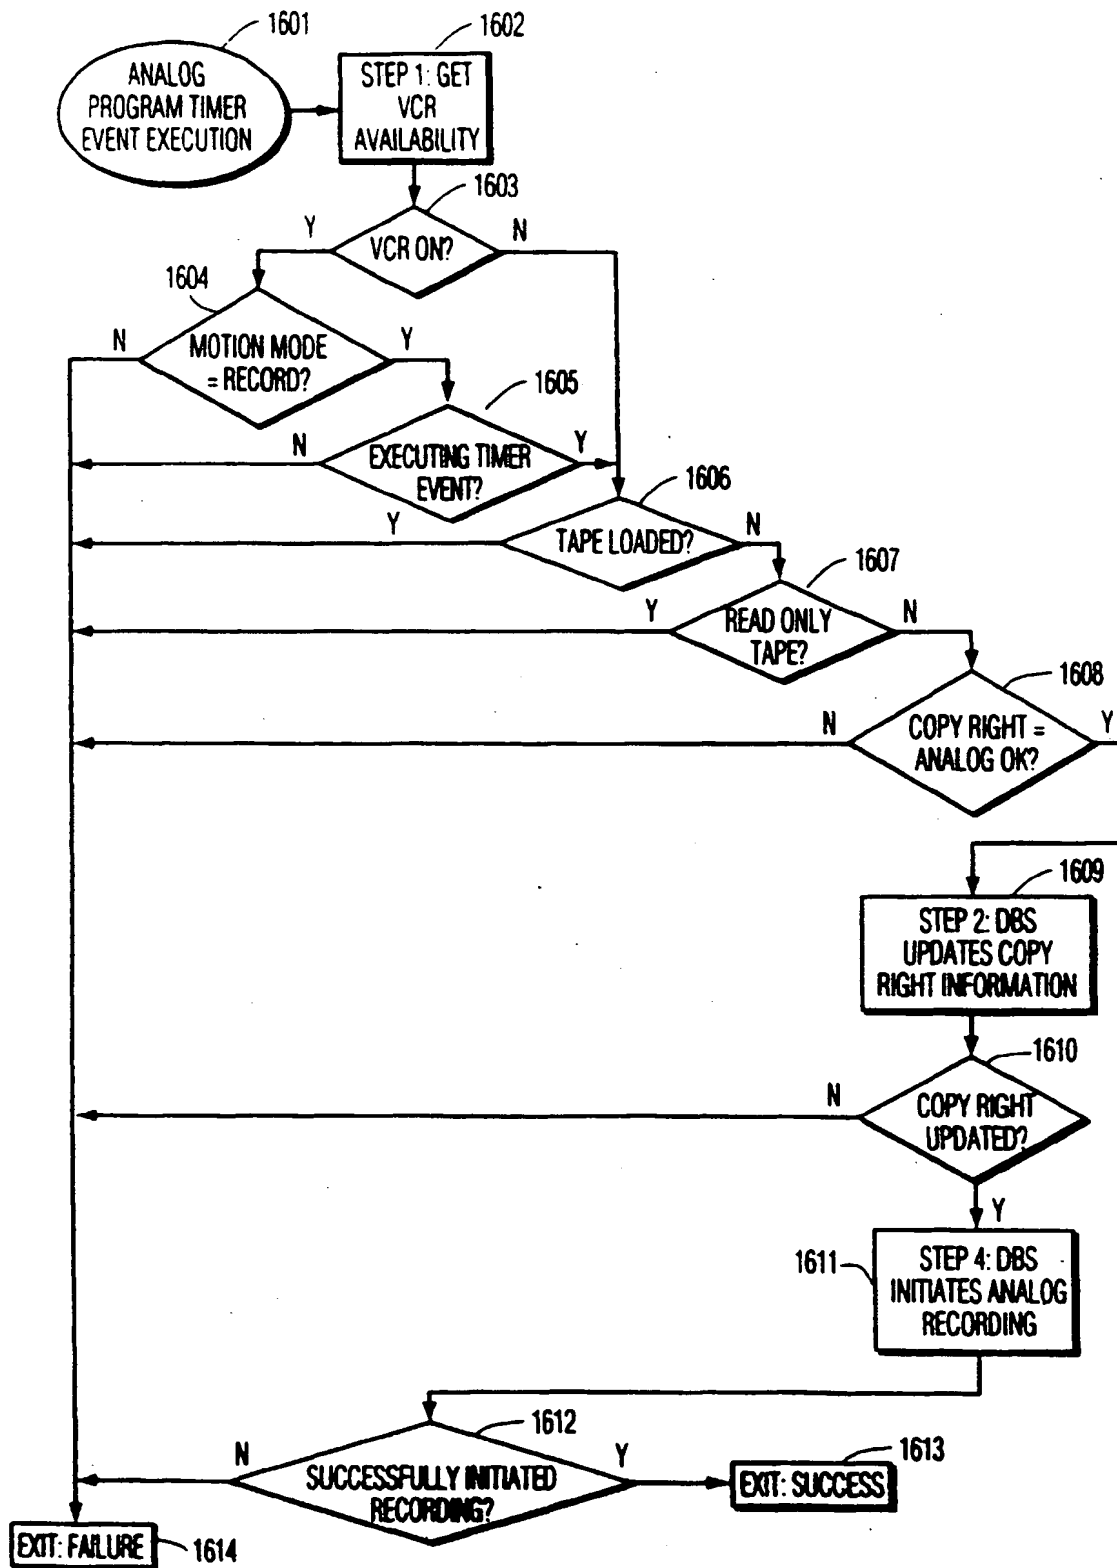 1601
ANALOG
PROGRAM TIMER
EVENT EXECUTION
1602
STEP 1: GET
VCR
AVAILABILITY
1603
VCR ON?
Y
N
1604
MOTION MODE
= RECORD?
N
Y
1605
EXECUTING TIMER
EVENT?
N
Y
1606
TAPE LOADED?
Y
N
1607
READ ONLY
TAPE?
Y
N
1608
COPY RIGHT =
ANALOG OK?
N
Y
1609
STEP 2: DBS
UPDATES COPY
RIGHT INFORMATION
1610
COPY RIGHT
UPDATED?
N
Y
1611
STEP 4: DBS
INITIATES ANALOG
RECORDING
1612
SUCCESSFULLY INITIATED
RECORDING?
N
Y
1613
EXIT: SUCCESS
EXIT: FAILURE
1614